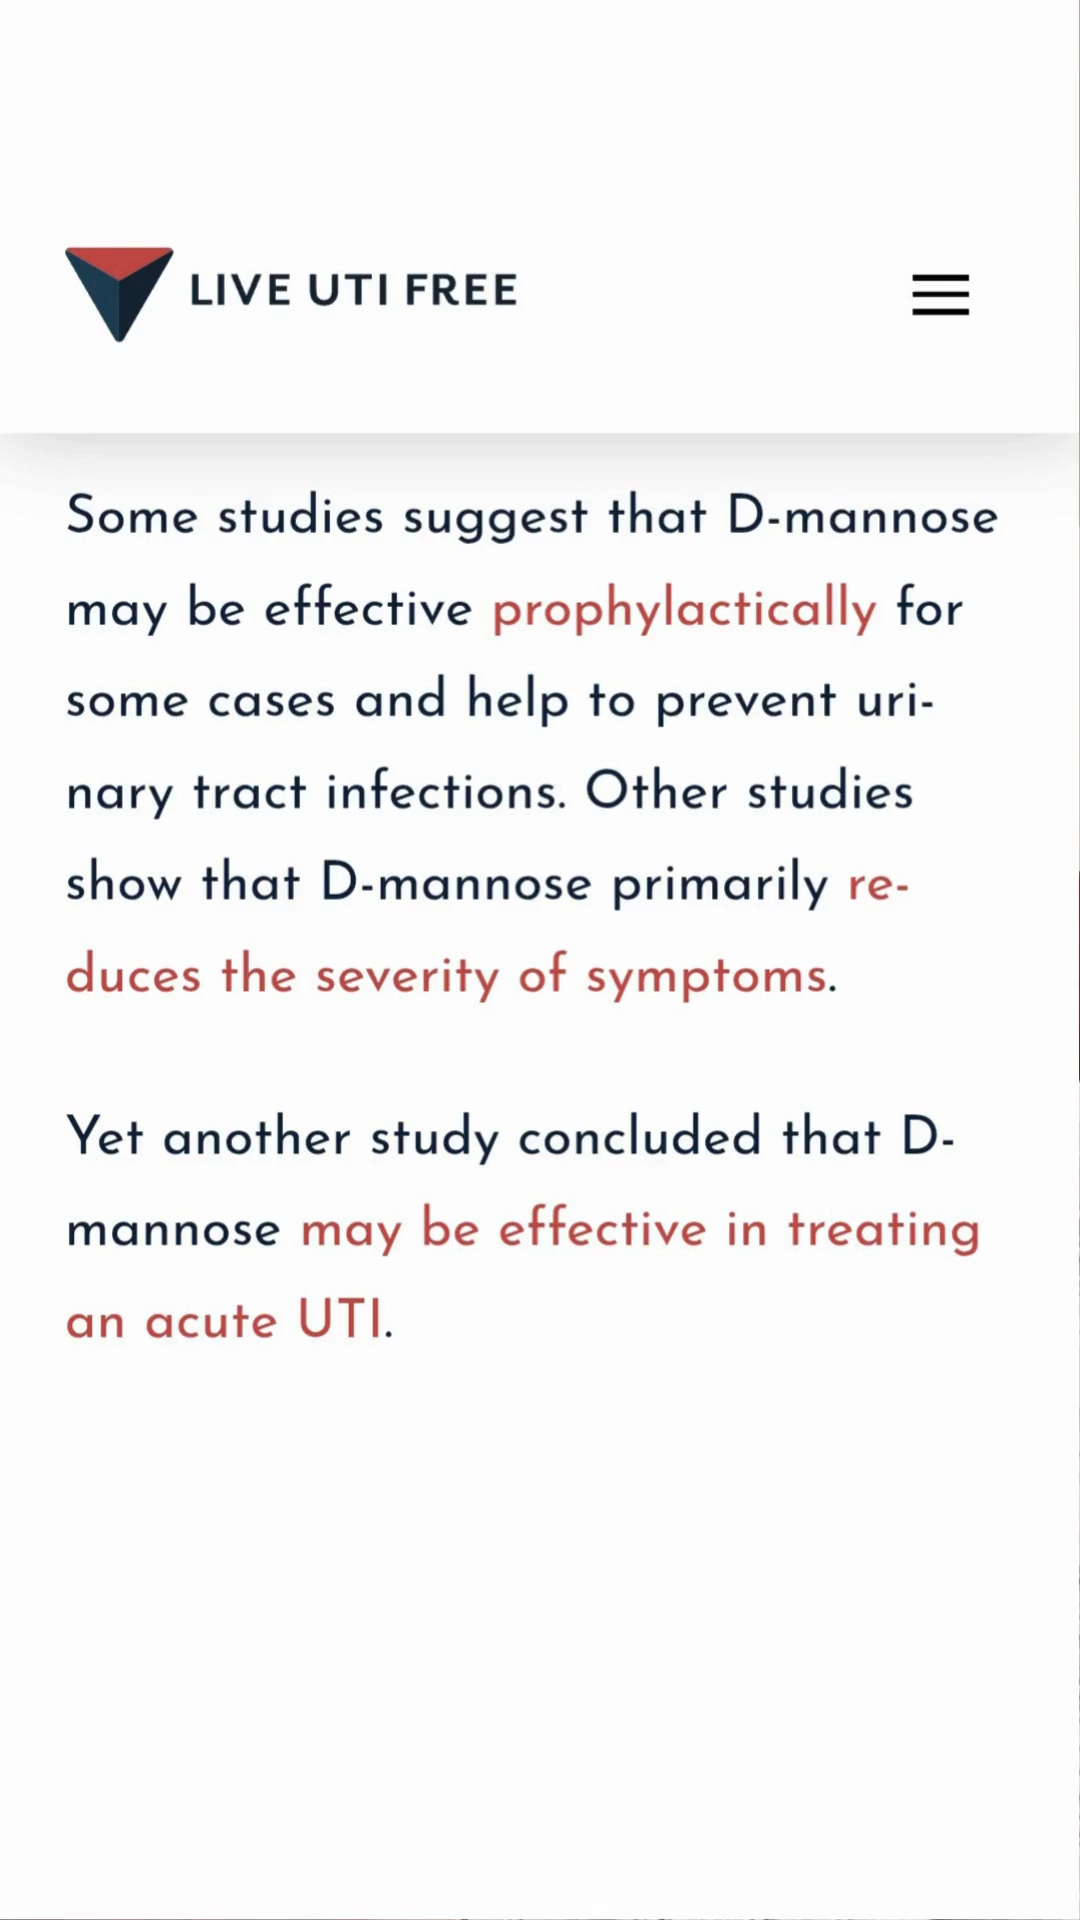 LIVE UTI FREE
Some studies suggest that D-mannose
may be effective prophylactically for
some cases and help to prevent uri-
nary tract infections. Other studies
show that D-mannose primarily re-
duces the severity of symptoms.
Yet another study concluded that D-
mannose may be effective in treating
an acute UTI.